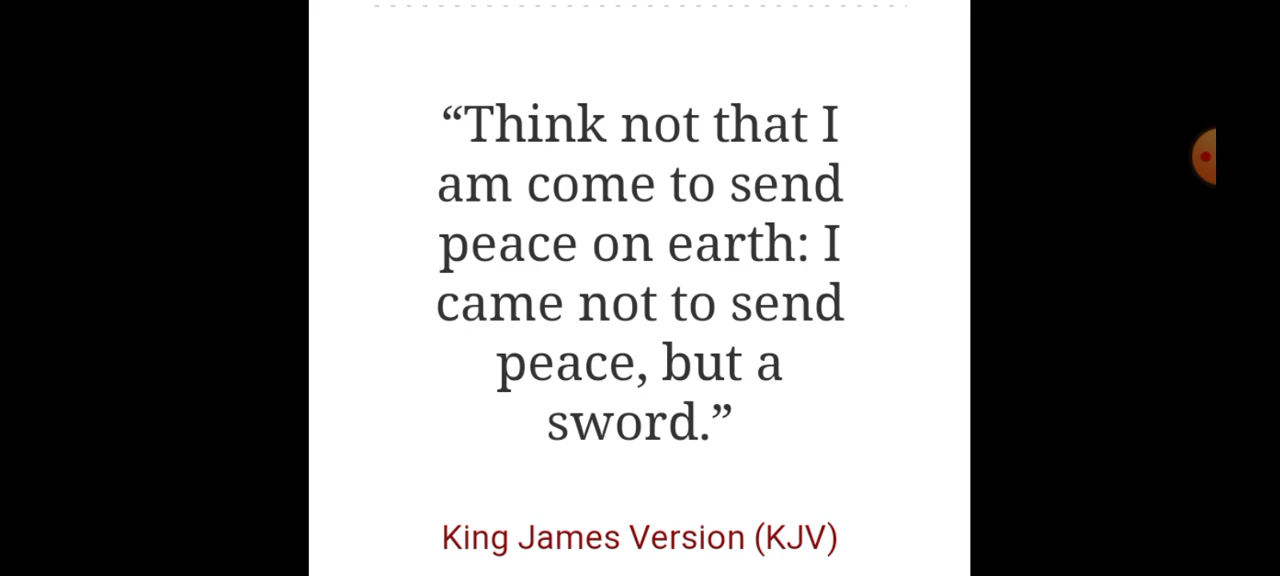 “Think not that I
am come to send
peace on earth: I
came not to send
peace, but a
sword.”
King James Version (KJV)